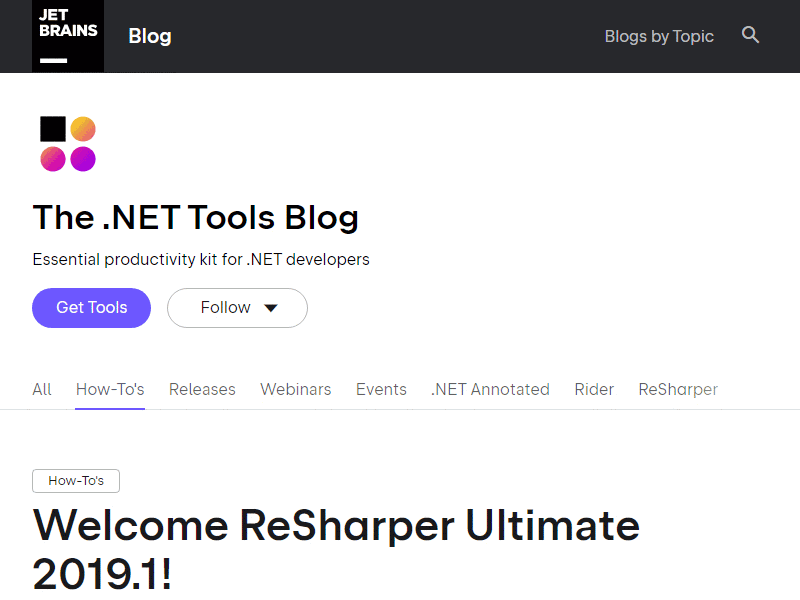 JET
BRAINS
Blog
Blogs by Topic
The .NET Tools Blog
Essential productivity kit for .NET developers
Get Tools
Follow
All How-To's Releases Webinars Events .NET Annotated Rider ReSharper
How-To's
Welcome ReSharper Ultimate
2019.1!